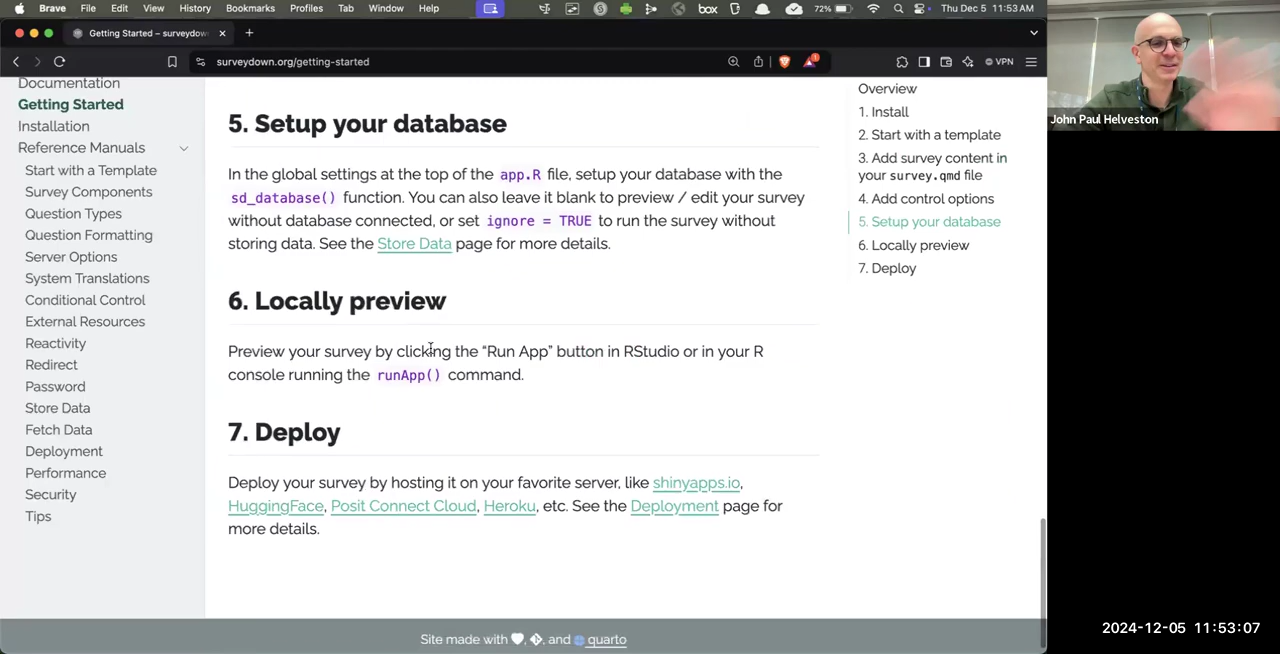 Brave File Edit View History Bookmarks Profiles Tab Window Help box 72% Thu Dec 5 11:53 AM
Getting Started – surveydow
surveydown.org/getting-started
1
VPN
Documentation
Getting Started
Installation
Reference Manuals
Start with a Template
Survey Components
Question Types
Question Formatting
Server Options
System Translations
Conditional Control
External Resources
Reactivity
Redirect
Password
Store Data
Fetch Data
Deployment
Performance
Security
Tips
5. Setup your database
In the global settings at the top of the app.R file, setup your database with the
sd_database() function. You can also leave it blank to preview / edit your survey
without database connected, or set ignore = TRUE to run the survey without
storing data. See the Store Data page for more details.
6. Locally preview
Preview your survey by clicking the “Run App” button in RStudio or in your R
console running the runApp() command.
7. Deploy
Deploy your survey by hosting it on your favorite server, like shinyapps.io,
HuggingFace, Posit Connect Cloud, Heroku, etc. See the Deployment page for
more details.
Overview
1. Install
2. Start with a template
3. Add survey content in
your survey.qmd file
4. Add control options
5. Setup your database
6. Locally preview
7. Deploy
Site made with , , and quarto
John Paul Helveston
2024-12-05 11:53:07